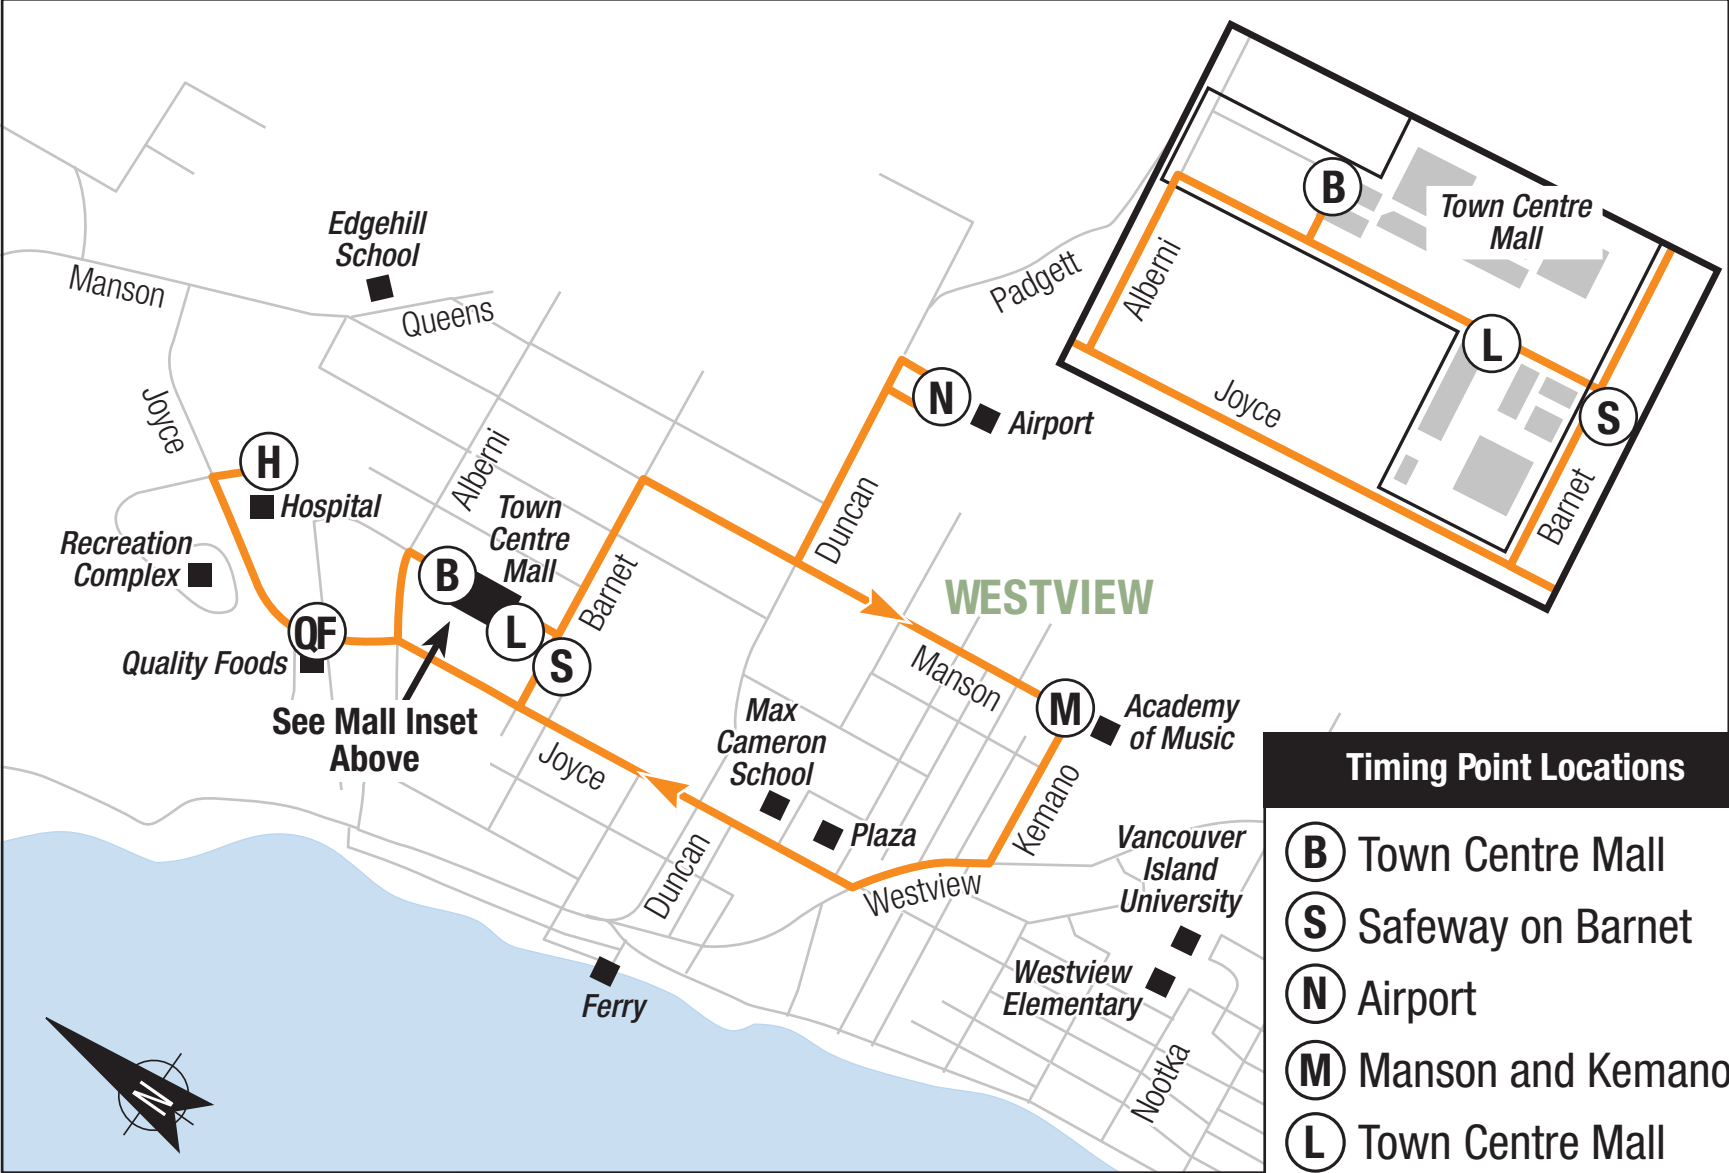 Edgehill
School
Manson
Queens
Joyce
H
Hospital
Recreation
Complex
QF
Quality Foods
Alberni
Town
Centre
Mall
B
L
S
Barnet
See Mall Inset
Above
Joyce
Duncan
N
Airport
Padgett
WESTVIEW
Manson
M
Academy
of Music
Kemano
Max
Cameron
School
Plaza
Westview
Duncan
Ferry
Vancouver
Island
University
Westview
Elementary
Nootka
N
B
Town Centre
Mall
Alberni
L
Joyce
S
Barnet
Timing Point Locations
B Town Centre Mall
S Safeway on Barnet
N Airport
M Manson and Kemano
L Town Centre Mall